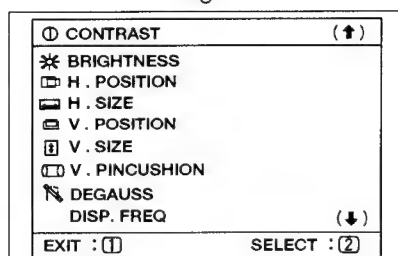 CONTRAST (⬆)
BRIGHTNESS
H . POSITION
H . SIZE
V . POSITION
V . SIZE
V . PINCUSHION
DEGAUSS
DISP. FREQ (⬇)
EXIT : 1 SELECT : 2